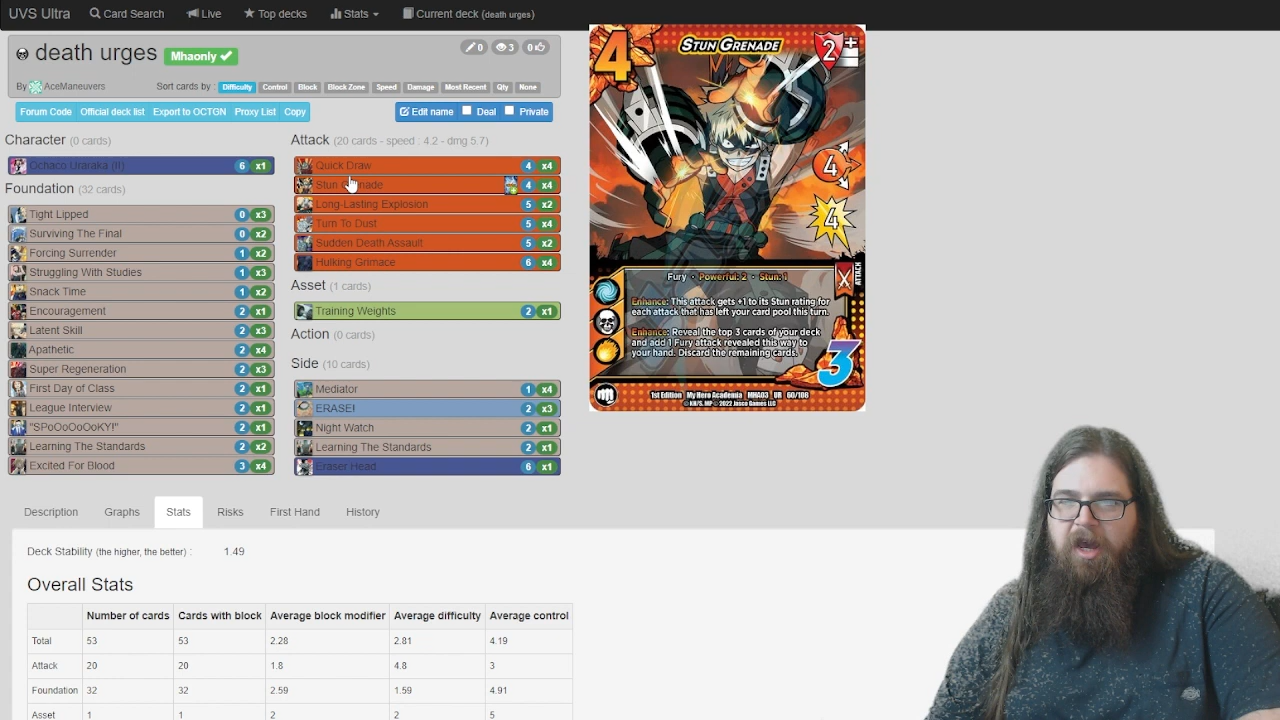 UVS Ultra Card Search Live Top decks Stats Current deck (death urges)
death urges Mhaonly ✔ 0 3 0
By AceManeuvers Sort cards by : Difficulty Control Block Block Zone Speed Damage Most Recent Qty None
Forum Code Official deck list Export to OCTGN Proxy List Copy Edit name Deal Private
Character (0 cards)
Ochaco Uraraka (II) 6 x1
Foundation (32 cards)
Tight Lipped 0 x3
Surviving The Final 0 x2
Forcing Surrender 1 x2
Struggling With Studies 1 x3
Snack Time 1 x2
Encouragement 2 x1
Latent Skill 2 x3
Apathetic 2 x4
Super Regeneration 2 x3
First Day of Class 2 x1
League Interview 2 x1
"SPoOoOoOoKY!" 2 x1
Learning The Standards 2 x2
Excited For Blood 3 x4
Attack (20 cards - speed : 4.2 - dmg 5.7)
Quick Draw 4 x4
Stun Grenade 4 x4
Long-Lasting Explosion 5 x2
Turn To Dust 5 x4
Sudden Death Assault 5 x2
Hulking Grimace 6 x4
Asset (1 cards)
Training Weights 2 x1
Action (0 cards)
Side (10 cards)
Mediator 1 x4
ERASE! 2 x3
Night Watch 2 x1
Learning The Standards 2 x1
Eraser Head 6 x1
4 Stun Grenade 2
4
4
Fury • Powerful: 2 • Stun: 1
ATTACK
Enhance: This attack gets +1 to its Stun rating for
each attack that has left your card pool this turn.
Enhance: Reveal the top 3 cards of your deck
and add 1 Fury attack revealed this way to
your hand. Discard the remaining cards.
3
1st Edition My Hero Academia MHA03 UR 60/108
© KH/S, MP © 2022 Jasco Games LLC
Description Graphs Stats Risks First Hand History
Deck Stability (the higher, the better) : 1.49
Overall Stats
Number of cards Cards with block Average block modifier Average difficulty Average control
Total 53 53 2.28 2.81 4.19
Attack 20 20 1.8 4.8 3
Foundation 32 32 2.59 1.59 4.91
Asset 1 1 2 2 5